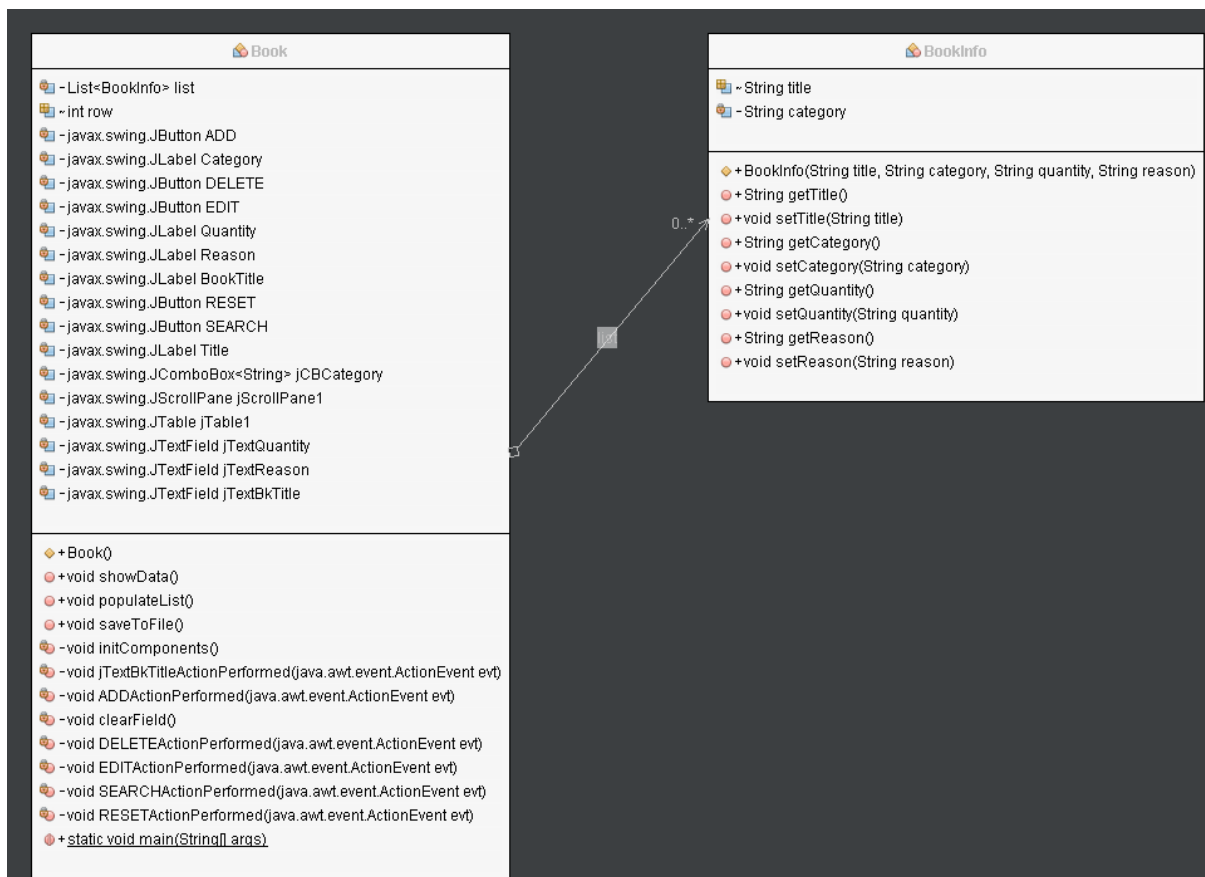 Book
-List<BookInfo> list
~int row
-javax.swing.JButton ADD
-javax.swing.JLabel Category
-javax.swing.JButton DELETE
-javax.swing.JButton EDIT
-javax.swing.JLabel Quantity
-javax.swing.JLabel Reason
-javax.swing.JLabel BookTitle
-javax.swing.JButton RESET
-javax.swing.JButton SEARCH
-javax.swing.JLabel Title
-javax.swing.JComboBox<String> jCBCategory
-javax.swing.JScrollPane jScrollPane1
-javax.swing.JTable jTable1
-javax.swing.JTextField jTextQuantity
-javax.swing.JTextField jTextReason
-javax.swing.JTextField jTextBkTitle
+Book()
+void showData()
+void populateList()
+void saveToFile()
-void initComponents()
-void jTextBkTitleActionPerformed(java.awt.event.ActionEvent evt)
-void ADDActionPerformed(java.awt.event.ActionEvent evt)
-void clearField()
-void DELETEActionPerformed(java.awt.event.ActionEvent evt)
-void EDITActionPerformed(java.awt.event.ActionEvent evt)
-void SEARCHActionPerformed(java.awt.event.ActionEvent evt)
-void RESETActionPerformed(java.awt.event.ActionEvent evt)
+static void main(String[] args)
0..*
list
BookInfo
~String title
-String category
+BookInfo(String title, String category, String quantity, String reason)
+String getTitle()
+void setTitle(String title)
+String getCategory()
+void setCategory(String category)
+String getQuantity()
+void setQuantity(String quantity)
+String getReason()
+void setReason(String reason)